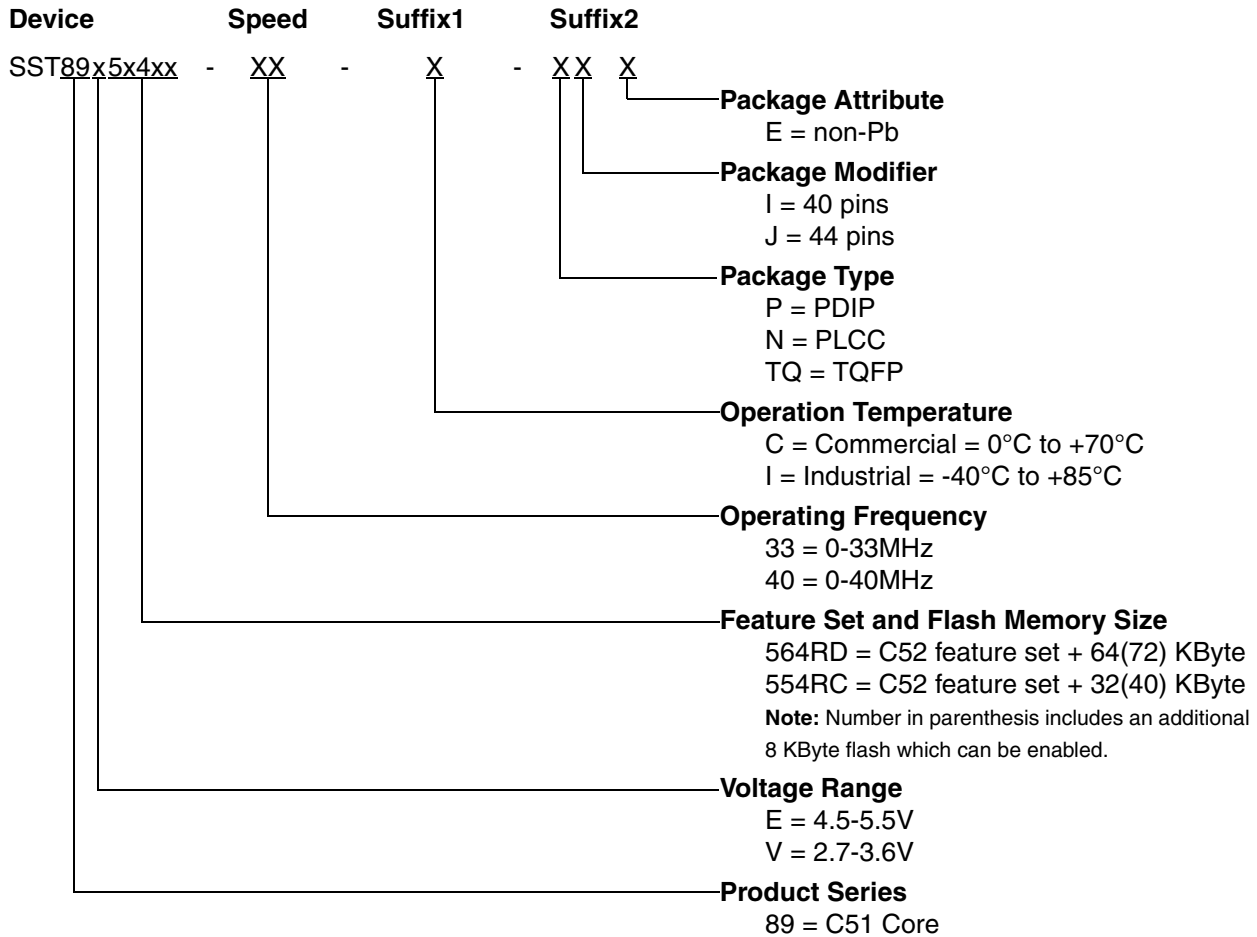 Device Speed Suffix1 Suffix2
SST89x5x4xx - XX - X - XX X
Package Attribute
E = non-Pb
Package Modifier
I = 40 pins
J = 44 pins
Package Type
P = PDIP
N = PLCC
TQ = TQFP
Operation Temperature
C = Commercial = 0°C to +70°C
I = Industrial = -40°C to +85°C
Operating Frequency
33 = 0-33MHz
40 = 0-40MHz
Feature Set and Flash Memory Size
564RD = C52 feature set + 64(72) KByte
554RC = C52 feature set + 32(40) KByte
Note: Number in parenthesis includes an additional
8 KByte flash which can be enabled.
Voltage Range
E = 4.5-5.5V
V = 2.7-3.6V
Product Series
89 = C51 Core